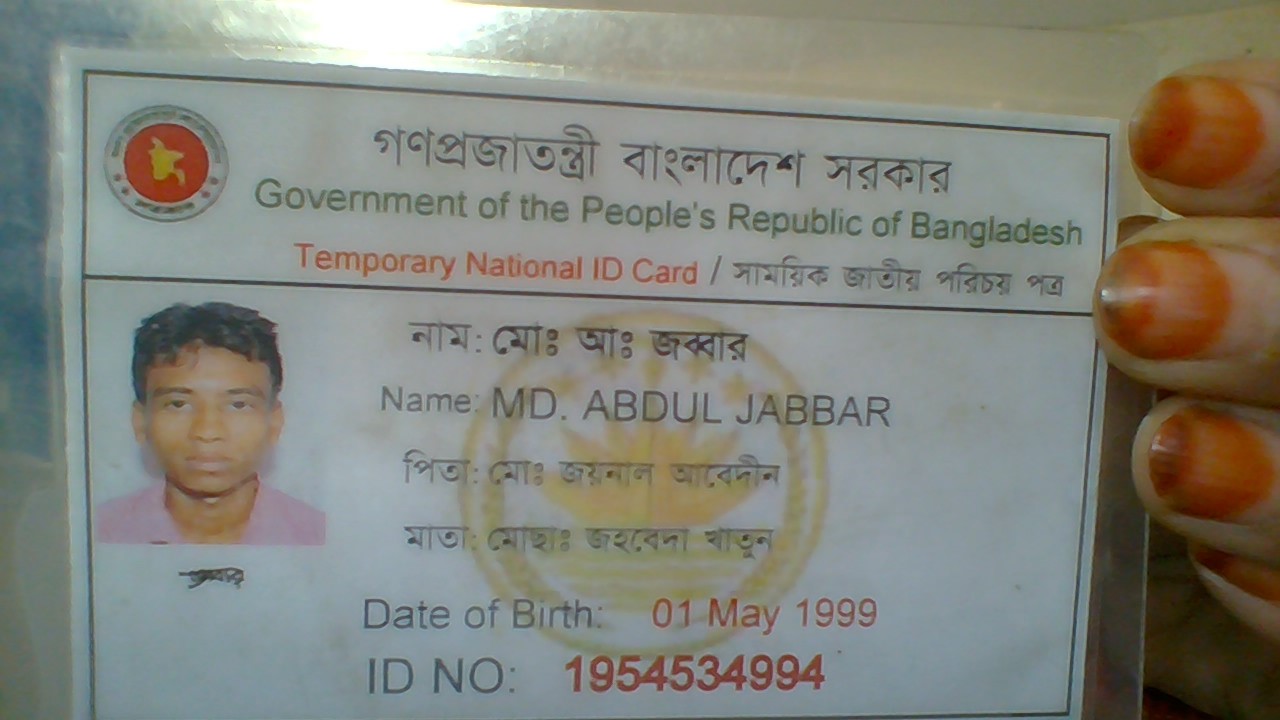 গণপ্রজাতন্ত্রী বাংলাদেশ সরকার
Government of the People's Republic of Bangladesh
Temporary National ID Card / সাময়িক জাতীয় পরিচয় পত্র
নাম: মোঃ আঃ জব্বার
Name: MD. ABDUL JABBAR
পিতা: মোঃ জয়নাল আবেদীন
মাতা: মোছাঃ জহবেদা খাতুন
Date of Birth: 01 May 1999
ID NO: 1954534994